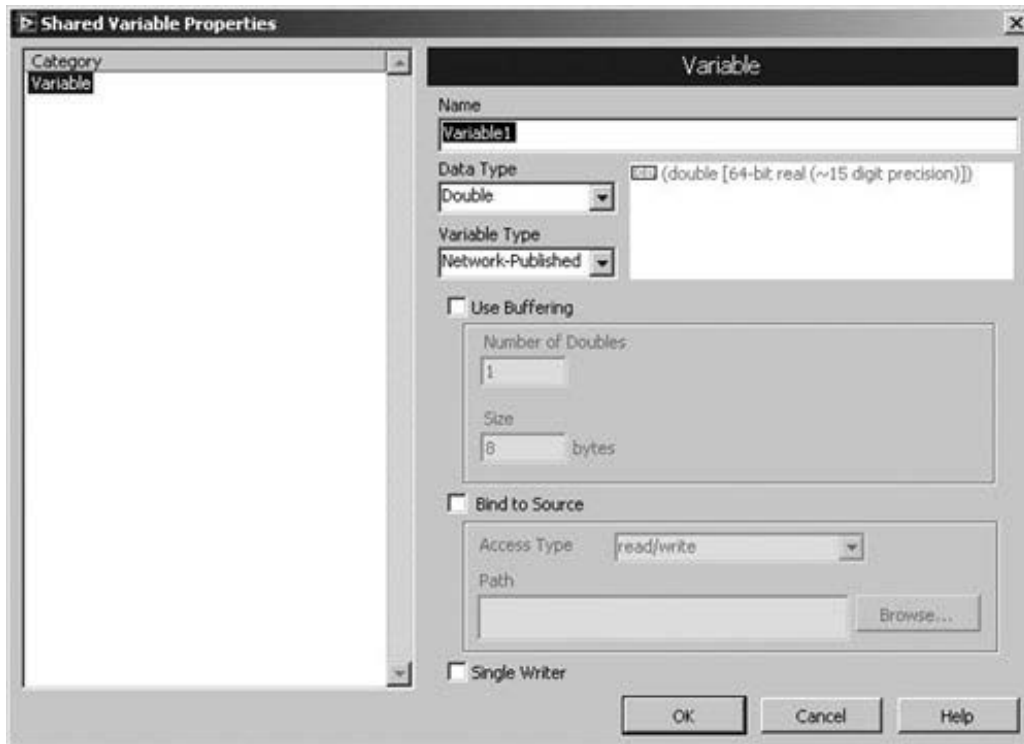 Shared Variable Properties
Category
Variable
Variable
Name
Variable1
Data Type
Double
(double [64-bit real (~15 digit precision)])
Variable Type
Network-Published
Use Buffering
Number of Doubles
1
Size
8 bytes
Bind to Source
Access Type read/write
Path
Browse...
Single Writer
OK Cancel Help